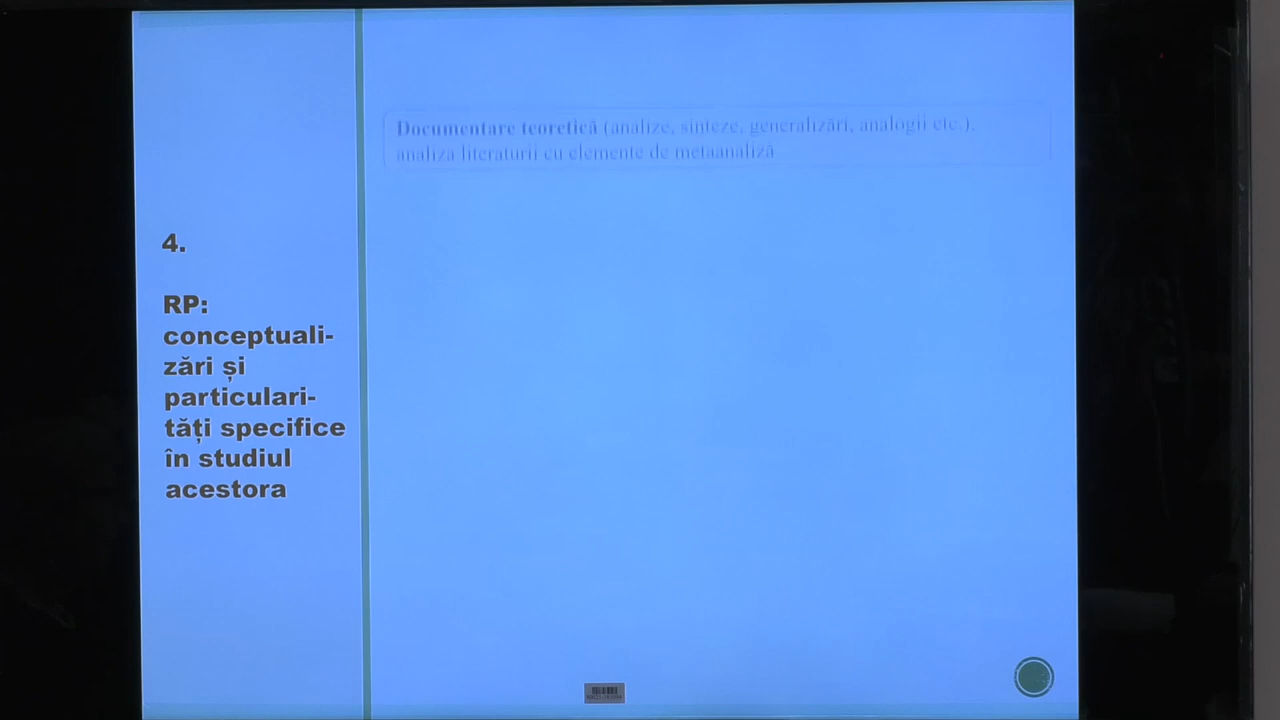 4.
RP:
conceptuali-
zări și
particulari-
tăți specifice
în studiul
acestora
Documentare teoretică (analize, sinteze, generalizări, analogii etc.),
analiza literaturii cu elemente de metaanaliză